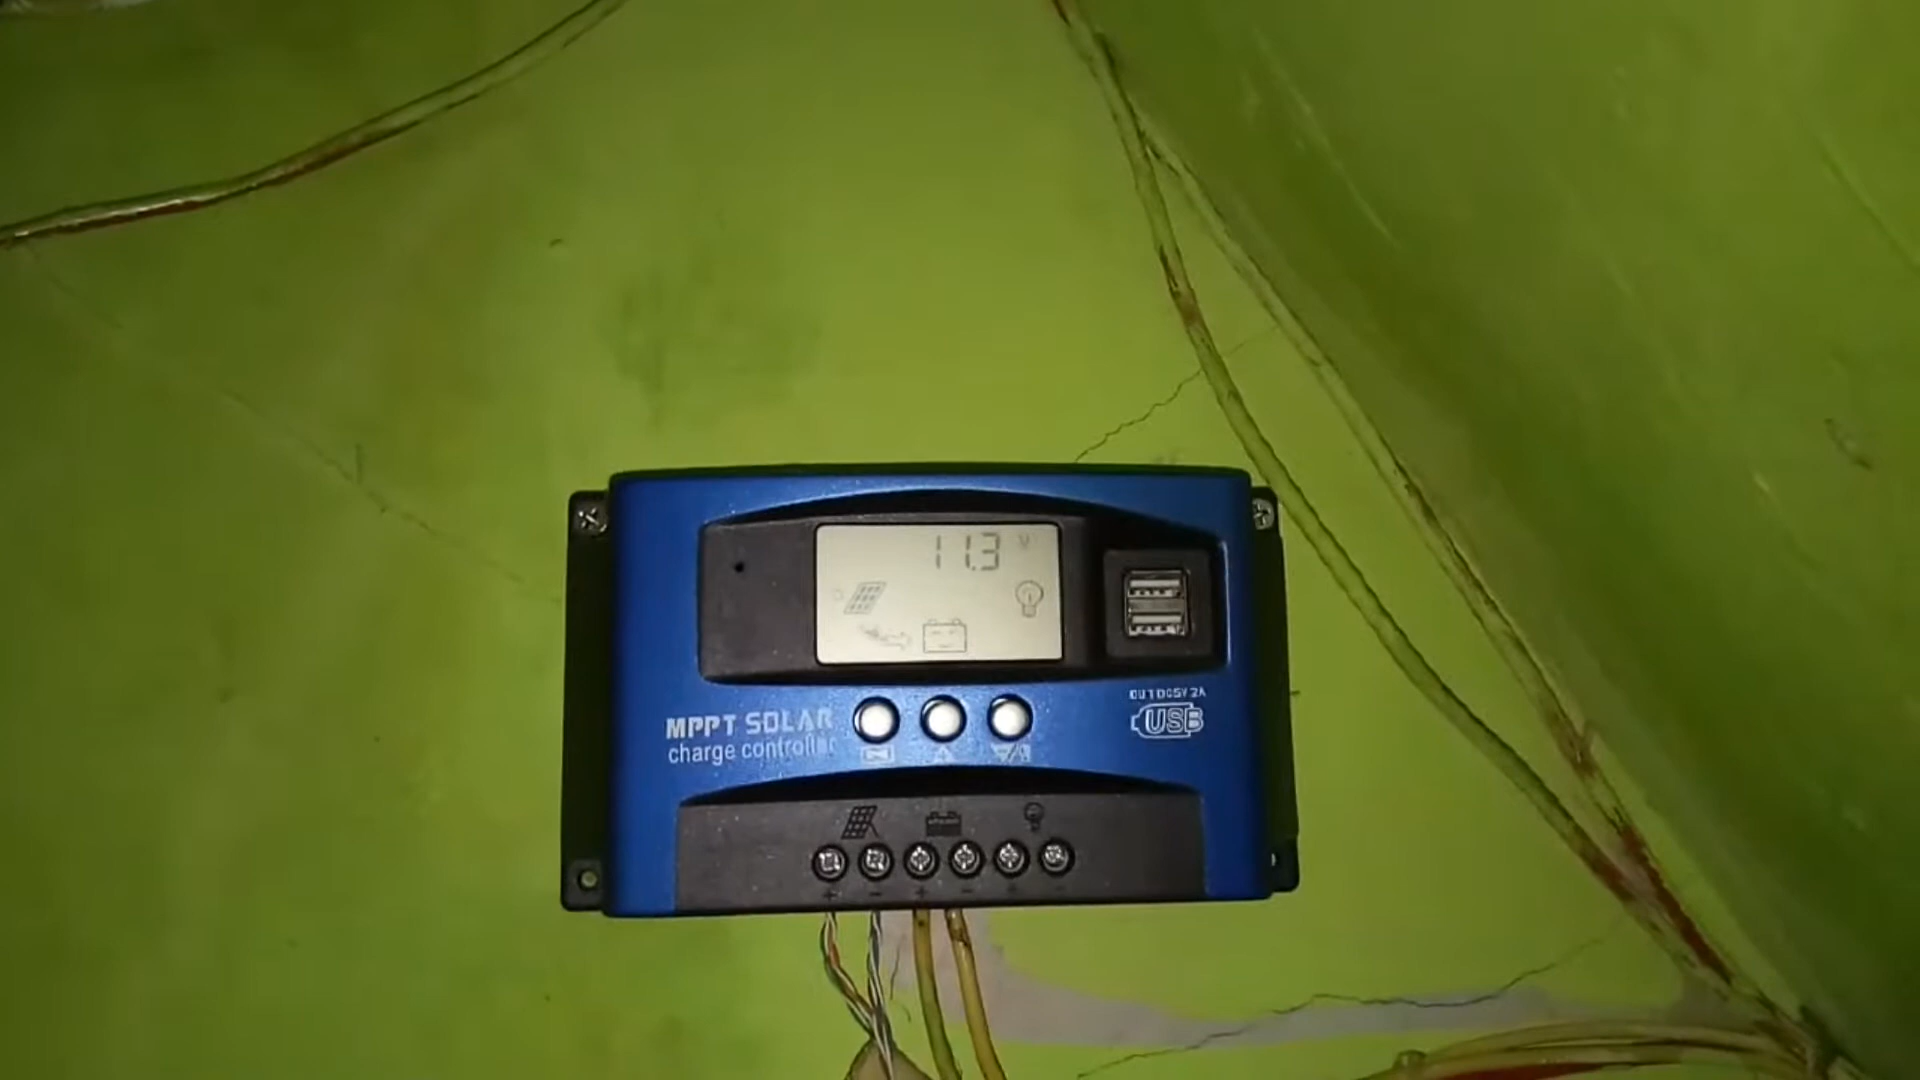 11.3 V
OUT DC5V 2A
USB
MPPT SOLAR
charge controller
+ - + - + -